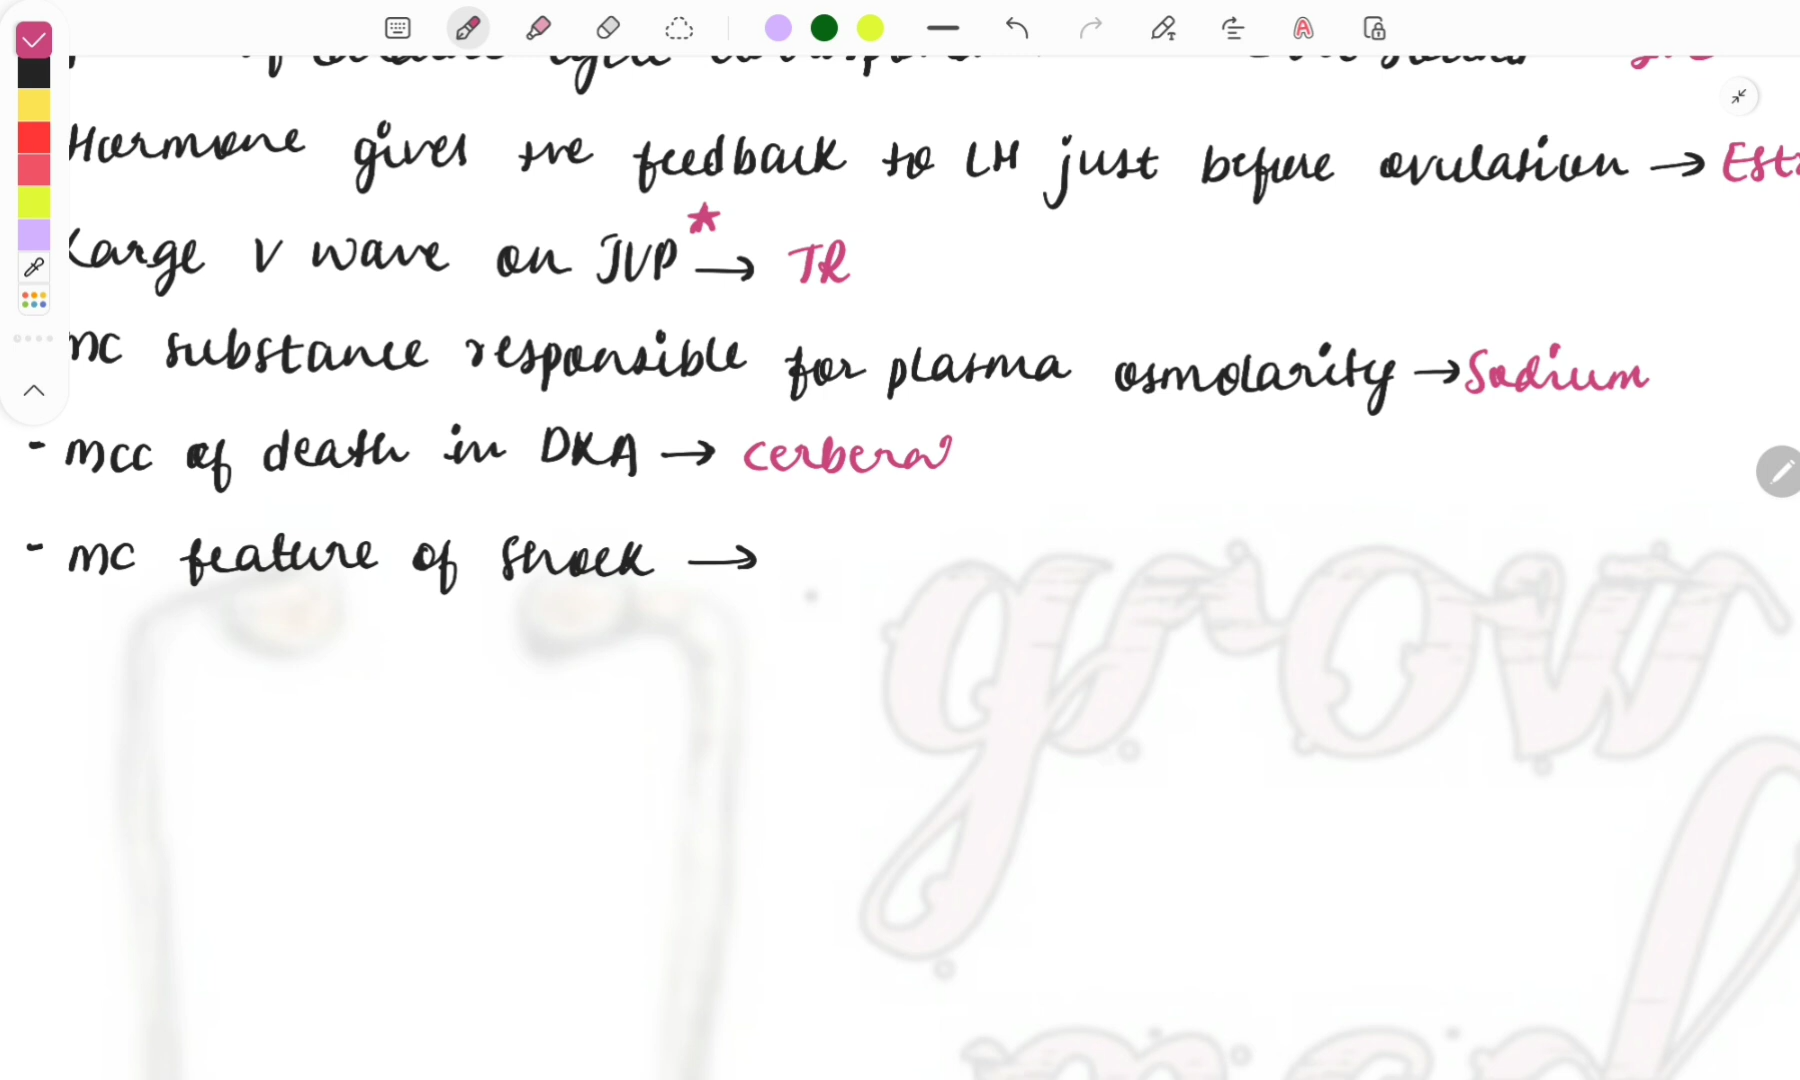 Hormone gives +ve feedback to LH just before ovulation → Est
Large V wave on JVP → TR
mc substance responsible for plasma osmolarity → Sodium
- mcc of death in DKA → cerberal
- mc feature of shock →
grow